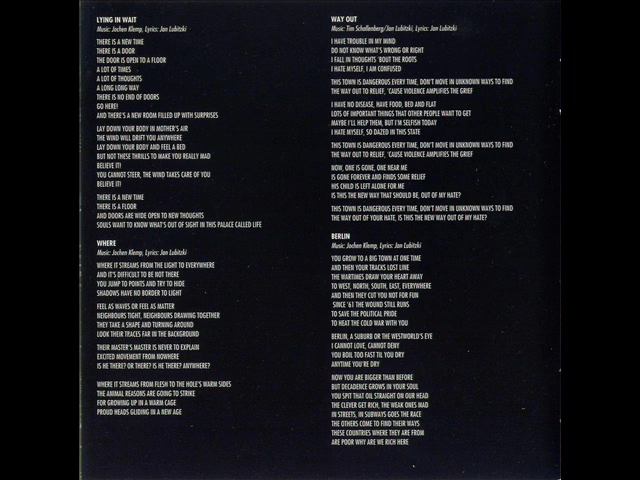 LYING IN WAIT
Music: Jochen Klemp, Lyrics: Jan Lubitzki
THERE IS A NEW TIME
THERE IS A DOOR
THE DOOR IS OPEN TO A FLOOR
A LOT OF TIMES
A LOT OF THOUGHTS
A LONG LONG WAY
THERE IS NO END OF DOORS
GO HERE!
AND THERE'S A NEW ROOM FILLED UP WITH SURPRISES
LAY DOWN YOUR BODY IN MOTHER'S AIR
THE WIND WILL DRIFT YOU ANYWHERE
LAY DOWN YOUR BODY AND FEEL A BED
BUT NOT THESE THRILLS TO MAKE YOU REALLY MAD
BELIEVE IT!
YOU CANNOT STEER, THE WIND TAKES CARE OF YOU
BELIEVE IT!
THERE IS A NEW TIME
THERE IS A FLOOR
AND DOORS ARE WIDE OPEN TO NEW THOUGHTS
SOULS WANT TO KNOW WHAT'S OUT OF SIGHT IN THIS PALACE CALLED LIFE
WHERE
Music: Jochen Klemp, Lyrics: Jan Lubitzki
WHERE IT STREAMS FROM THE LIGHT TO EVERYWHERE
AND IT'S DIFFICULT TO BE NOT THERE
YOU JUMP TO POINTS AND TRY TO HIDE
SHADOWS HAVE NO BORDER TO LIGHT
FEEL AS WAVES OR FEEL AS MATTER
NEIGHBOURS TIGHT, NEIGHBOURS DRAWING TOGETHER
THEY TAKE A SHAPE AND TURNING AROUND
LOOK THEIR TRACES FAR IN THE BACKGROUND
THEIR MASTER'S MASTER IS NEVER TO EXPLAIN
EXCITED MOVEMENT FROM NOWHERE
IS HE THERE? OR THERE? IS HE THERE? ANYWHERE?
WHERE IT STREAMS FROM FLESH TO THE HOLE'S WARM SIDES
THE ANIMAL REASONS ARE GOING TO STRIKE
FOR GROWING UP IN A WARM CAGE
PROUD HEADS GLIDING IN A NEW AGE
WAY OUT
Music: Tim Schallenberg/Jan Lubitzki, Lyrics: Jan Lubitzki
I HAVE TROUBLE IN MY MIND
DO NOT KNOW WHAT'S WRONG OR RIGHT
I FALL IN THOUGHTS 'BOUT THE ROOTS
I HATE MYSELF, I AM CONFUSED
THIS TOWN IS DANGEROUS EVERY TIME, DON'T MOVE IN UNKNOWN WAYS TO FIND
THE WAY OUT TO RELIEF, 'CAUSE VIOLENCE AMPLIFIES THE GRIEF
I HAVE NO DISEASE, HAVE FOOD, BED AND FLAT
LOTS OF IMPORTANT THINGS THAT OTHER PEOPLE WANT TO GET
MAYBE I'LL HELP THEM, BUT I'M SELFISH TODAY
I HATE MYSELF, SO DAZED IN THIS STATE
THIS TOWN IS DANGEROUS EVERY TIME, DON'T MOVE IN UNKNOWN WAYS TO FIND
THE WAY OUT TO RELIEF, 'CAUSE VIOLENCE AMPLIFIES THE GRIEF
NOW, ONE IS GONE, ONE NEAR ME
IS GONE FOREVER AND FINDS SOME RELIEF
HIS CHILD IS LEFT ALONE FOR ME
IS THIS THE NEW WAY THAT SHOULD BE, OUT OF MY HATE?
THIS TOWN IS DANGEROUS EVERY TIME, DON'T MOVE IN UNKNOWN WAYS TO FIND
THE WAY OUT OF YOUR HATE, IS THIS THE NEW WAY OUT OF MY HATE?
BERLIN
Music: Jochen Klemp, Lyrics: Jan Lubitzki
YOU GROW TO A BIG TOWN AT ONE TIME
AND THEN YOUR TRACKS LOST LINE
THE WARTIMES DRAW YOUR HEART AWAY
TO WEST, NORTH, SOUTH, EAST, EVERYWHERE
AND THEN THEY CUT YOU NOT FOR FUN
SINCE '61 THE WOUND STILL RUNS
TO SAVE THE POLITICAL PRIDE
TO HEAT THE COLD WAR WITH YOU
BERLIN, A SUBURB OR THE WESTWORLD'S EYE
I CANNOT LOVE, CANNOT DENY
YOU BOIL TOO FAST TIL YOU DRY
ANYTIME YOU'RE DRY
NOW YOU ARE BIGGER THAN BEFORE
BUT DECADENCE GROWS IN YOUR SOUL
YOU SPIT THAT OIL STRAIGHT ON OUR HEAD
THE CLEVER GET RICH, THE WEAK ONES MAD
IN STREETS, IN SUBWAYS GOES THE RACE
THE OTHERS COME TO FIND THEIR WAYS
THESE COUNTRIES WHERE THEY ARE FROM
ARE POOR WHY ARE WE RICH HERE